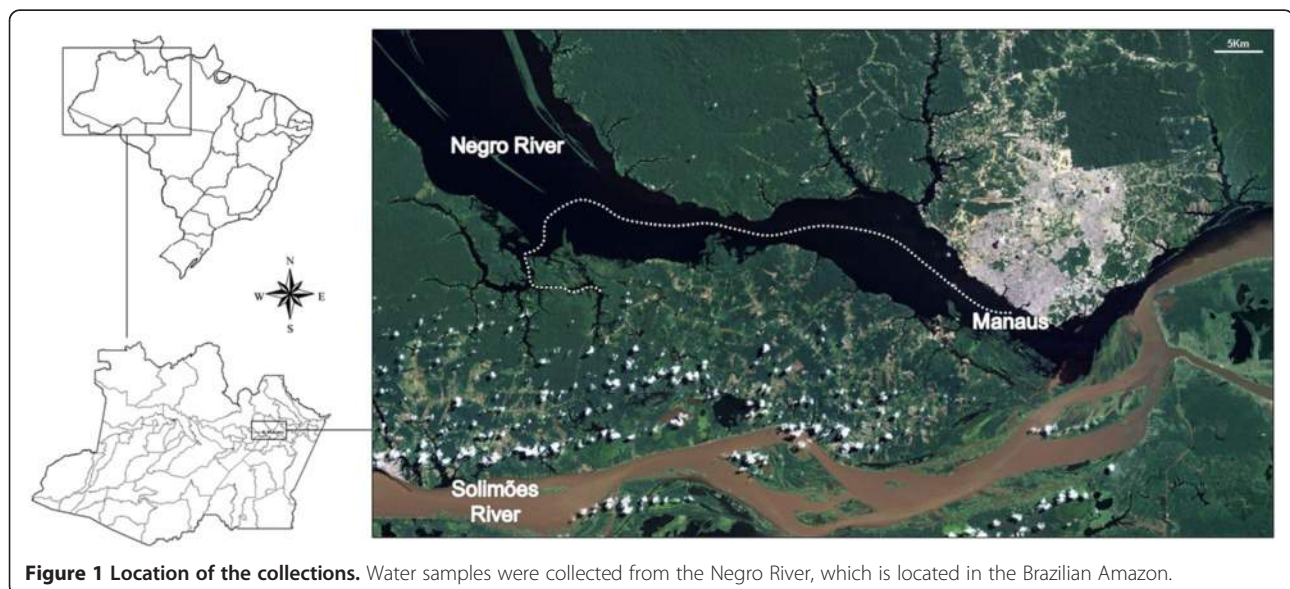 5Km
Negro River
N
W E
S
Manaus
Solimões
River
Figure 1 Location of the collections. Water samples were collected from the Negro River, which is located in the Brazilian Amazon.